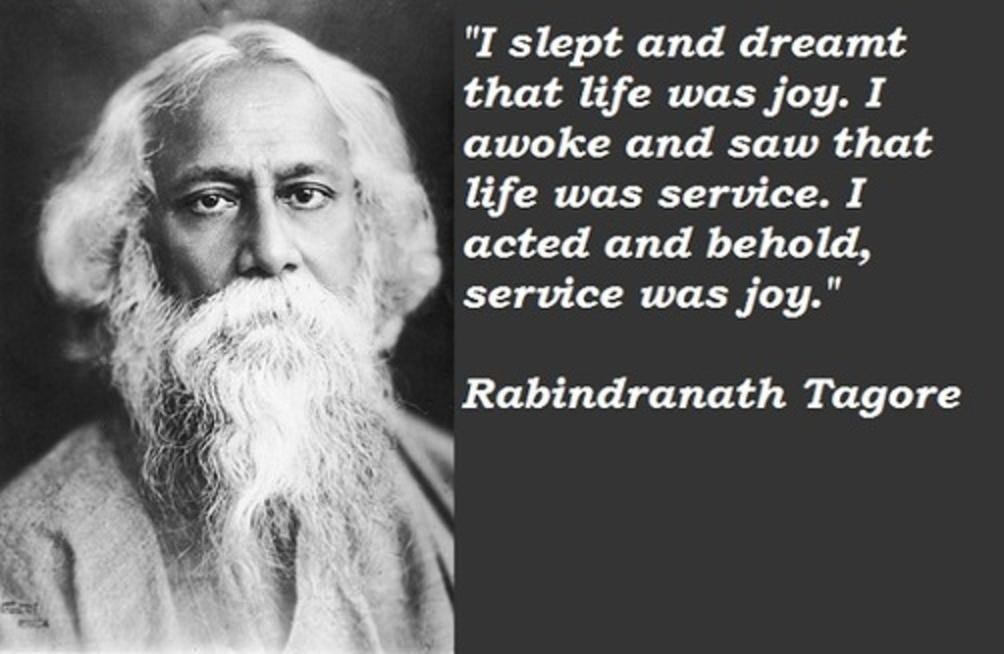 "I slept and dreamt
that life was joy. I
awoke and saw that
life was service. I
acted and behold,
service was joy."
Rabindranath Tagore